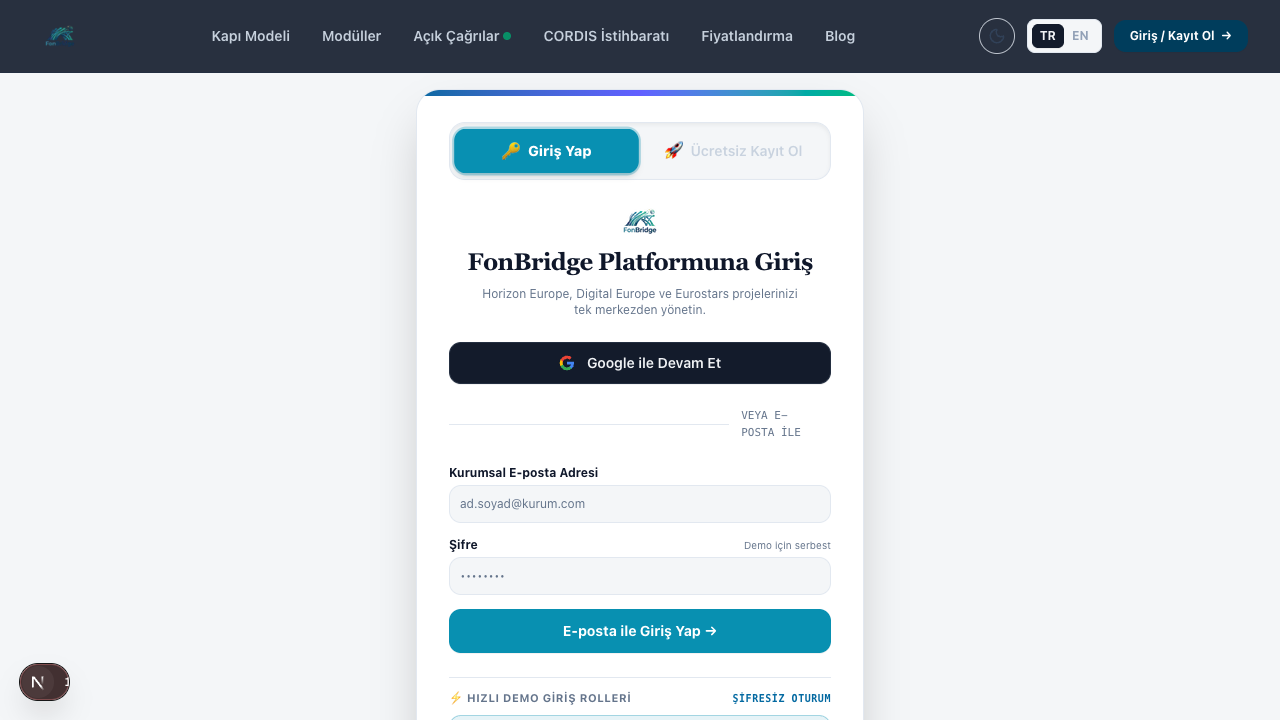 Kapı Modeli
Modüller
Açık Çağrılar
CORDIS İstihbaratı
Fiyatlandırma
Blog
TR
EN
Giriş / Kayıt Ol →
🔑 Giriş Yap
🚀 Ücretsiz Kayıt Ol
FonBridge
FonBridge Platformuna Giriş
Horizon Europe, Digital Europe ve Eurostars projelerinizi
tek merkezden yönetin.
Google ile Devam Et
VEYA E-
POSTA İLE
Kurumsal E-posta Adresi
ad.soyad@kurum.com
Şifre
Demo için serbest
••••••••
E-posta ile Giriş Yap →
⚡ HIZLI DEMO GİRİŞ ROLLERİ
ŞİFRESİZ OTURUM
N